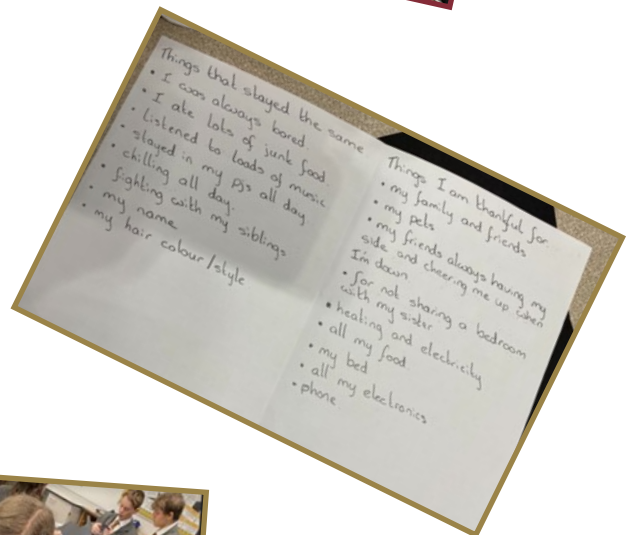 Things that stayed the same
• I was always bored
• I ate lots of junk food
• listened to loads of music
• stayed in my pjs all day
• chilling all day.
• fighting with my siblings
• my name
• my hair colour/style
Things I am thankful for
• my family and friends
• my pets
• my friends always having my
side and cheering me up when
I'm down
• for not sharing a bedroom
with my sister
• heating and electricity
• all my food
• my bed
• all my electronics
• phone